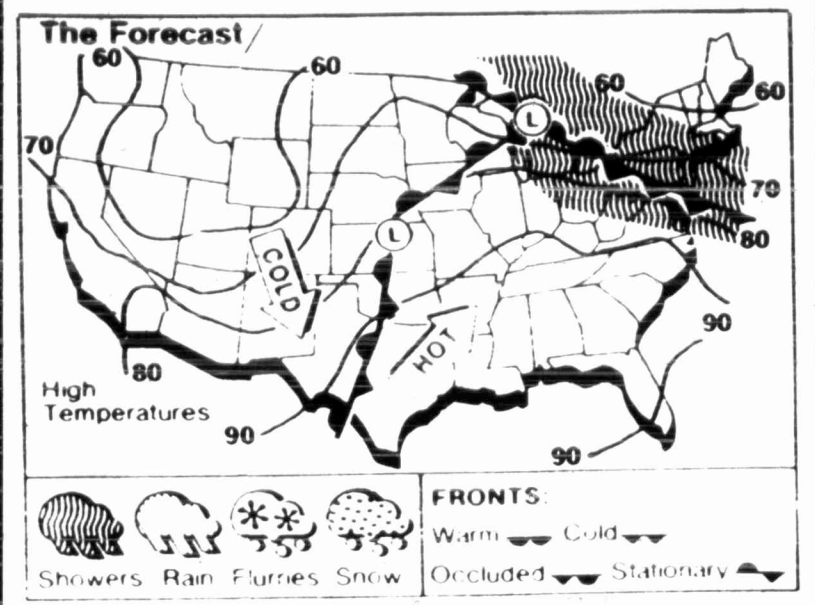 The Forecast/
60
60
60
60
70
L
70
L
80
COLD
HOT
90
80
High
Temperatures
90
90
Showers Rain Flurries Snow
FRONTS:
Warm Cold
Occluded Stationary